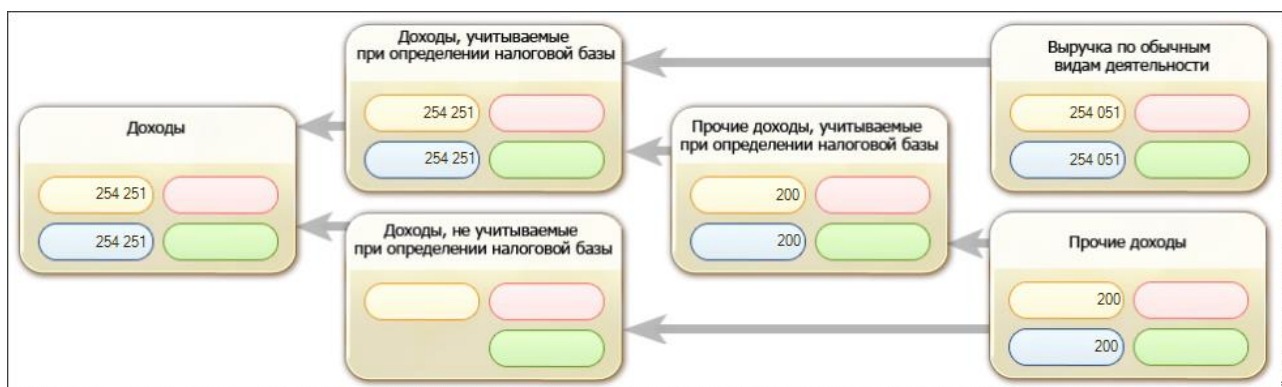 Доходы
254 251
254 251
Доходы, учитываемые
при определении налоговой базы
254 251
254 251
Доходы, не учитываемые
при определении налоговой базы
Прочие доходы, учитываемые
при определении налоговой базы
200
200
Выручка по обычным
видам деятельности
254 051
254 051
Прочие доходы
200
200